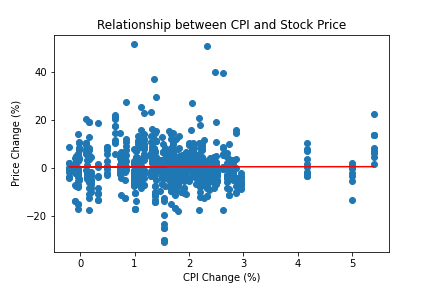 Relationship between CPI and Stock Price
Price Change (%)
40
20
0
−20
0 1 2 3 4 5
CPI Change (%)